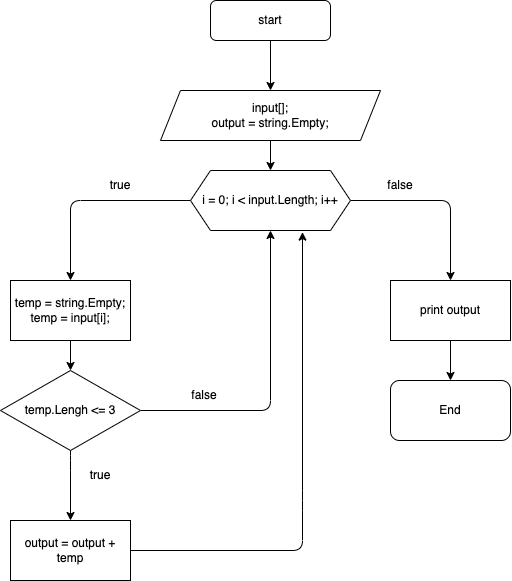 start
input[];
output = string.Empty;
true
i = 0; i < input.Length; i++
false
temp = string.Empty;
temp = input[i];
print output
temp.Lengh <= 3
false
End
true
output = output +
temp